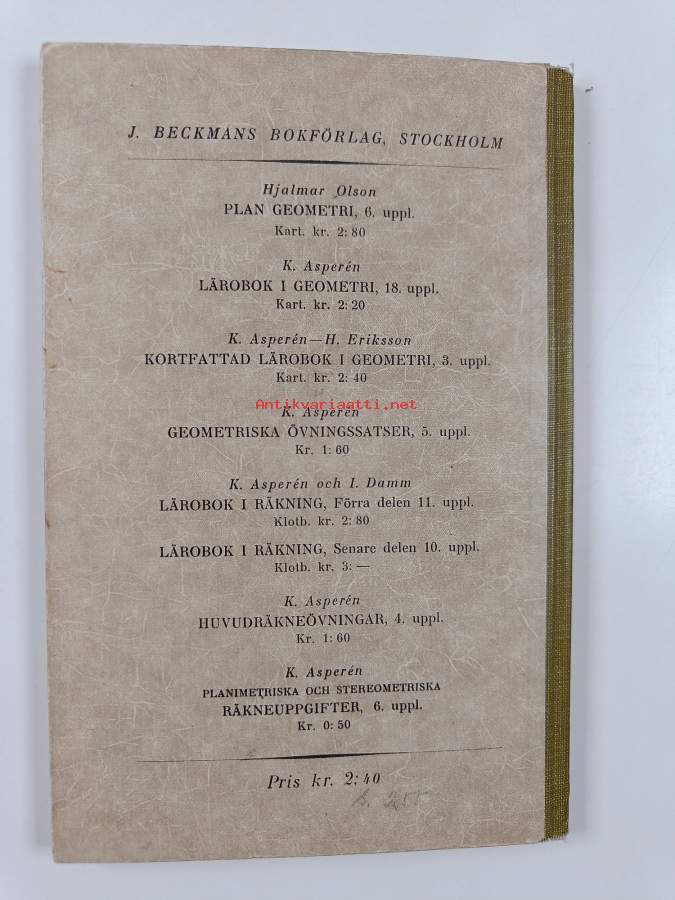 J. BECKMANS BOKFÖRLAG, STOCKHOLM
Hjalmar Olson
PLAN GEOMETRI, 6. uppl.
Kart. kr. 2: 80
K. Asperén
LÄROBOK I GEOMETRI, 18. uppl.
Kart. kr. 2: 20
K. Asperén—H. Eriksson
KORTFATTAD LÄROBOK I GEOMETRI, 3. uppl.
Kart. kr. 2: 40
Antikvariaatti.net
K. Asperén
GEOMETRISKA ÖVNINGSSATSER, 5. uppl.
Kr. 1: 60
K. Asperén och I. Damm
LÄROBOK I RÄKNING, Förra delen 11. uppl.
Klotb. kr. 2: 80
LÄROBOK I RÄKNING, Senare delen 10. uppl.
Klotb. kr. 3: —
K. Asperén
HUVUDRÄKNEÖVNINGAR, 4. uppl.
Kr. 1: 60
K. Asperén
PLANIMETRISKA OCH STEREOMETRISKA
RÄKNEUPPGIFTER, 6. uppl.
Kr. 0: 50
Pris kr. 2: 40